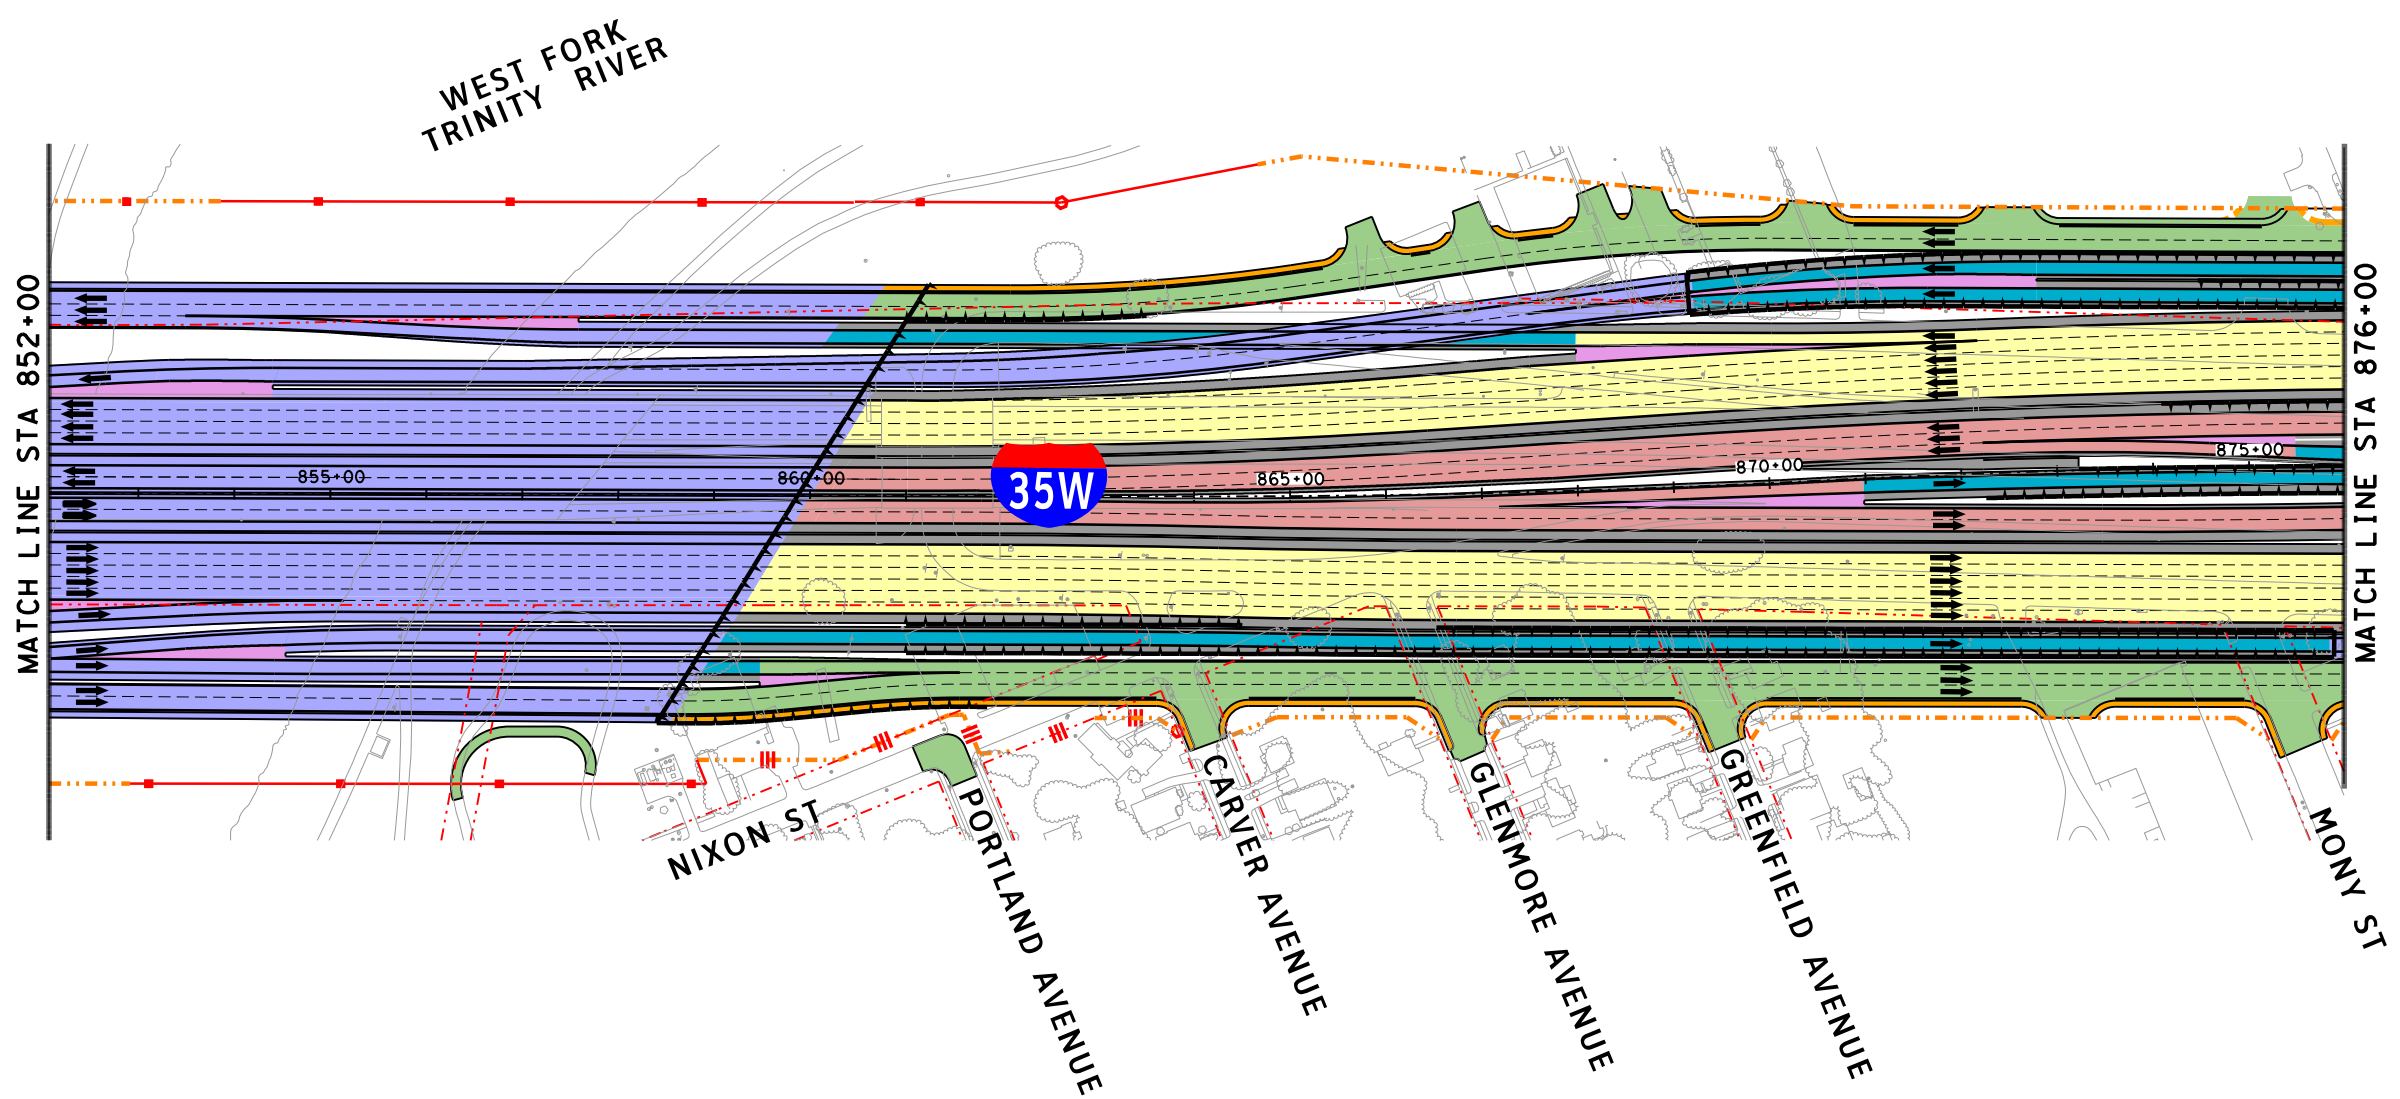 WEST FORK
TRINITY RIVER
MATCH LINE STA 852+00
MATCH LINE STA 876+00
855+00
860+00
865+00
870+00
875+00
35W
NIXON ST
PORTLAND AVENUE
CARVER AVENUE
GLENMORE AVENUE
GREENFIELD AVENUE
MONY ST